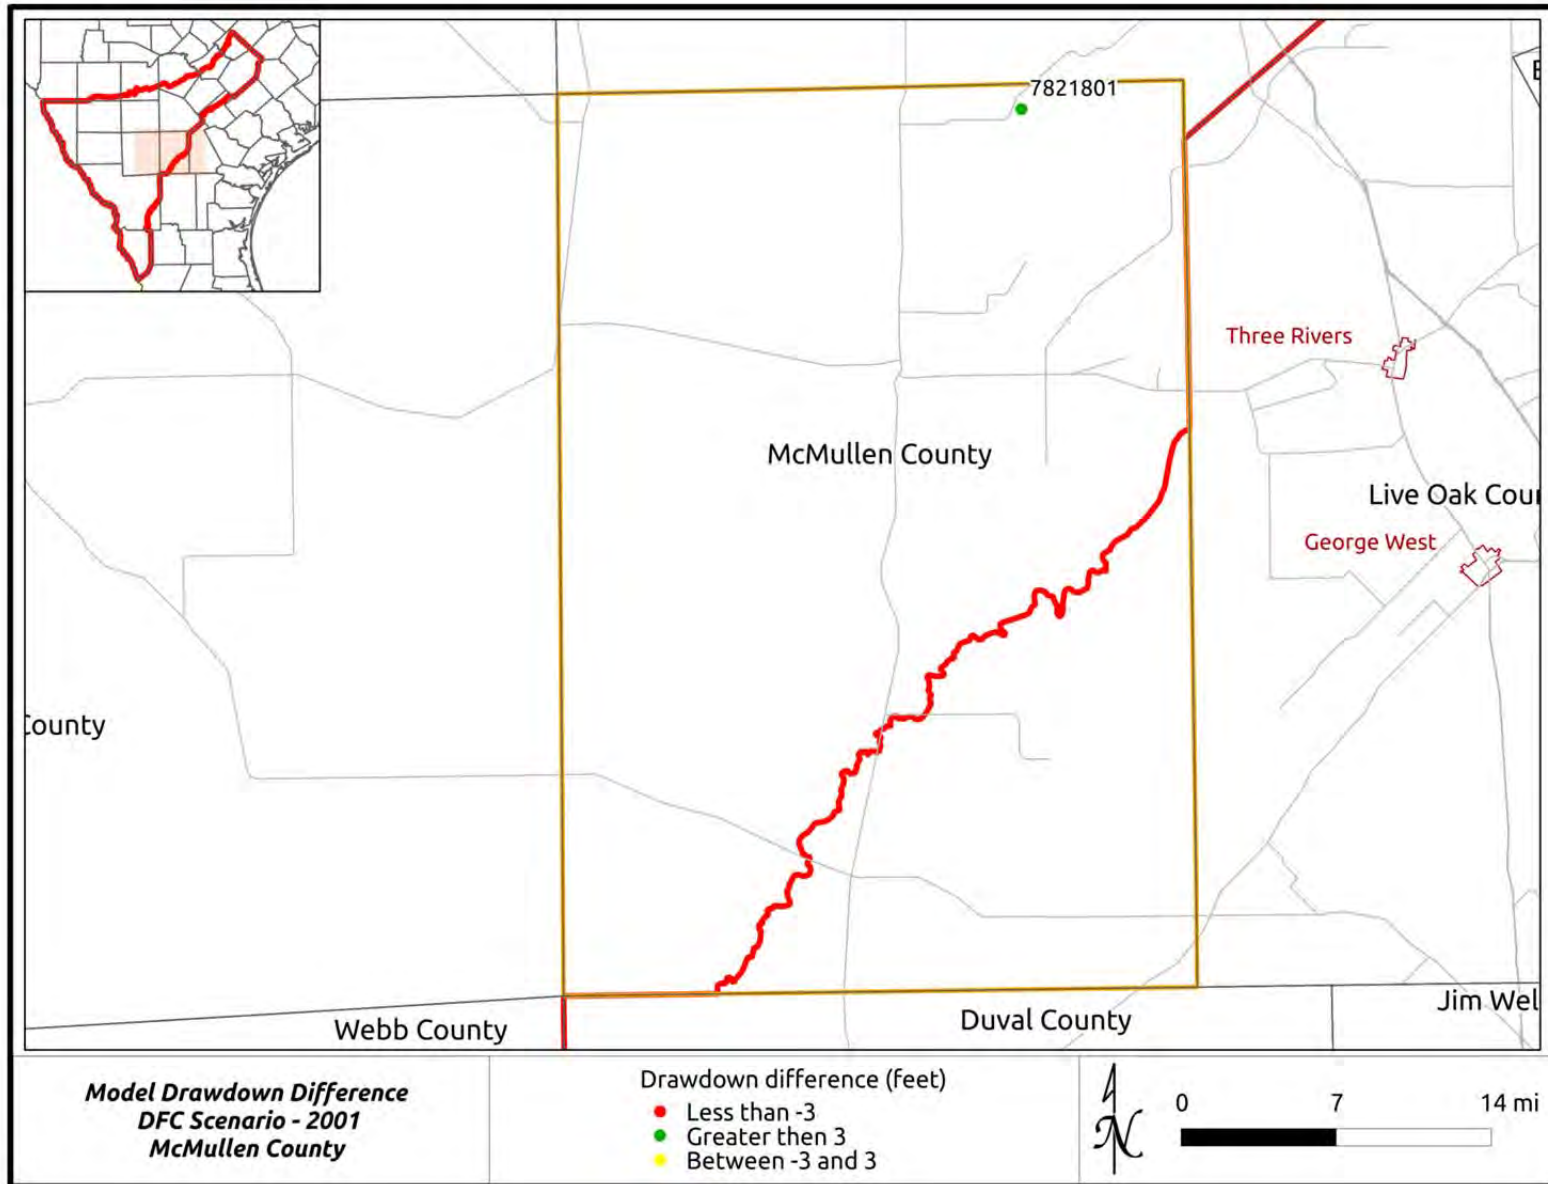 7821801
Three Rivers
McMullen County
Live Oak Cou
George West
County
Webb County
Duval County
Jim Wel
Model Drawdown Difference
DFC Scenario - 2001
McMullen County
Drawdown difference (feet)
Less than -3
Greater then 3
Between -3 and 3
N
0 7 14 mi